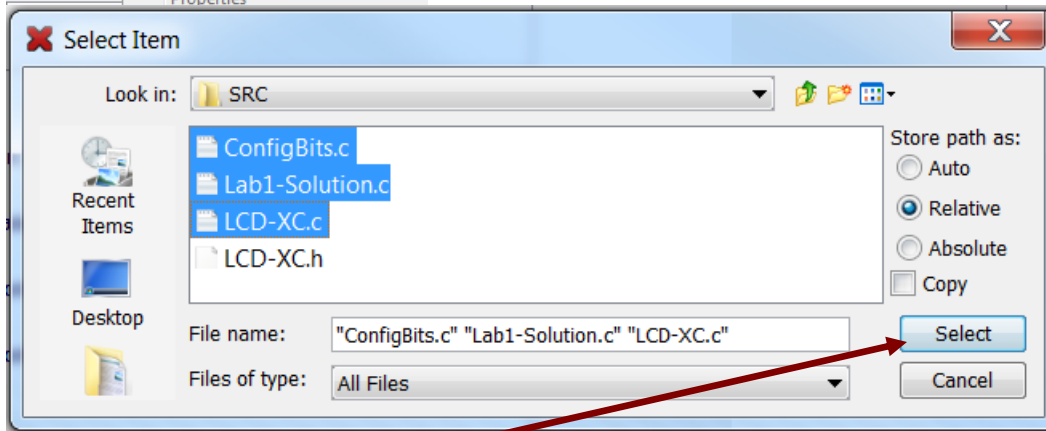 Properties
Select Item
X
Look in: SRC
ConfigBits.c
Lab1-Solution.c
LCD-XC.c
LCD-XC.h
Recent
Items
Desktop
Store path as:
Auto
Relative
Absolute
Copy
File name: "ConfigBits.c" "Lab1-Solution.c" "LCD-XC.c"
Select
Files of type: All Files
Cancel